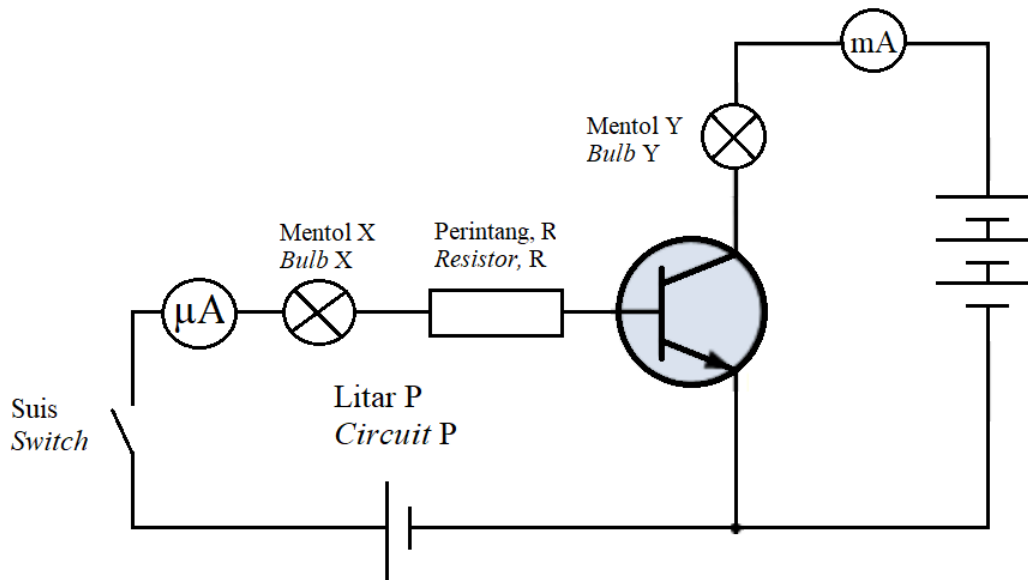 mA
Mentol Y
Bulb Y
Mentol X
Bulb X
Perintang, R
Resistor, R
μA
Litar P
Circuit P
Suis
Switch